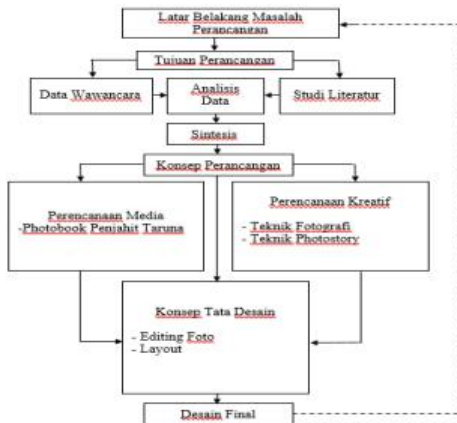 Latar Belakang Masalah
Perancangan
Tujuan Perancangan
Data Wawancara
Analisis
Data
Studi Literatur
Sintesis
Konsep Perancangan
Perencanaan Media
-Photobook Penjahit Taruna
Perencanaan Kreatif
- Teknik Fotografi
- Teknik Photostory
Konsep Tata Desain
- Editing Foto
- Layout
Desain Final